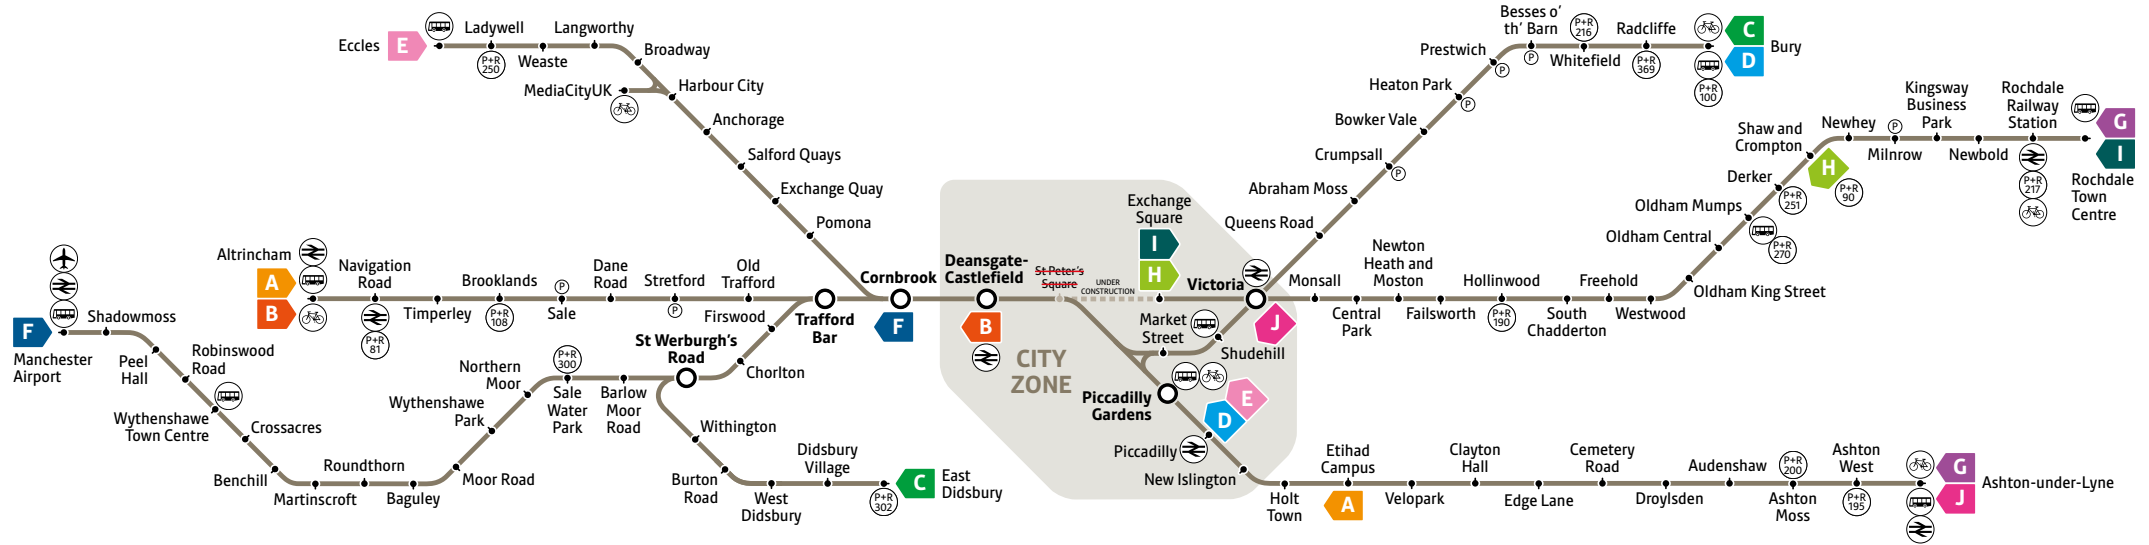 Eccles
E
Ladywell
P+R
250
Weaste
Langworthy
Broadway
MediaCityUK
Harbour City
Anchorage
Salford Quays
Exchange Quay
Pomona
Altrincham
A
B
Navigation
Road
P+R
81
Timperley
Brooklands
P+R
108
P
Sale
Dane
Road
Stretford
P
Old
Trafford
Trafford
Bar
Cornbrook
F
Firswood
Chorlton
St Werburgh's
Road
F
Manchester
Airport
Shadowmoss
Peel
Hall
Robinswood
Road
Wythenshawe
Town Centre
Crossacres
Benchill
Martinscroft
Roundthorn
Baguley
Moor Road
Wythenshawe
Park
Northern
Moor
P+R
300
Sale
Water
Park
Barlow
Moor
Road
Withington
Burton
Road
West
Didsbury
Didsbury
Village
P+R
302
C
East
Didsbury
Deansgate-
Castlefield
B
CITY
ZONE
St Peter's
Square
UNDER
CONSTRUCTION
Exchange
Square
I
H
Victoria
J
Market
Street
Shudehill
Piccadilly
Gardens
E
D
Piccadilly
New Islington
Holt
Town
Etihad
Campus
A
Velopark
Clayton
Hall
Edge Lane
Cemetery
Road
Droylsden
Audenshaw
P+R
200
Ashton
Moss
Ashton
West
P+R
195
G
J
Ashton-under-Lyne
Queens Road
Abraham Moss
Crumpsall
P
Bowker Vale
Heaton Park
P
Prestwich
P
Besses o'
th' Barn
P
P+R
216
Whitefield
Radcliffe
P+R
369
P+R
100
C
D
Bury
Monsall
Central
Park
Newton
Heath and
Moston
Failsworth
Hollinwood
P+R
190
South
Chadderton
Freehold
Westwood
Oldham King Street
Oldham Central
Oldham Mumps
P+R
270
Derker
P+R
251
Shaw and
Crompton
H
P+R
90
Newhey
P
Milnrow
Kingsway
Business
Park
Newbold
Rochdale
Railway
Station
P+R
217
G
I
Rochdale
Town
Centre